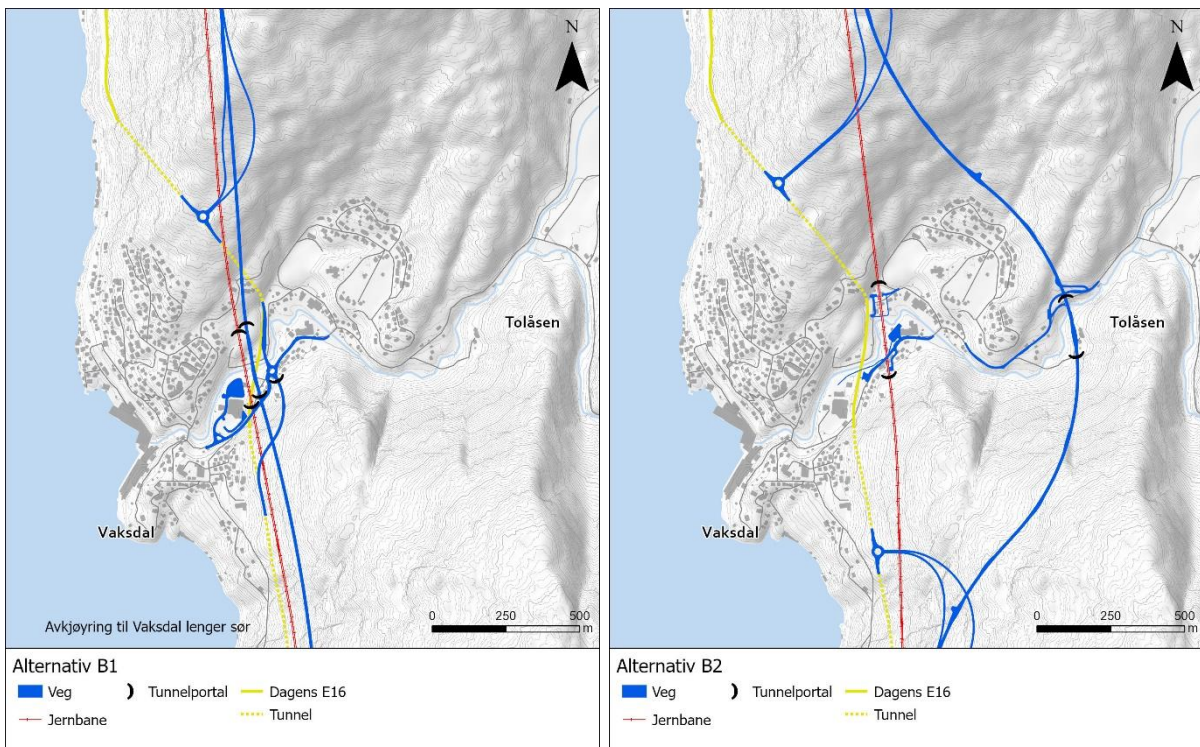 N
Tolåsen
Vaksdal
Avkjøyring til Vaksdal lenger sør
0 250 500
m
Alternativ B1
Veg Tunnelportal Dagens E16
Jernbane Tunnel
N
Tolåsen
Vaksdal
0 250 500
m
Alternativ B2
Veg Tunnelportal Dagens E16
Jernbane Tunnel